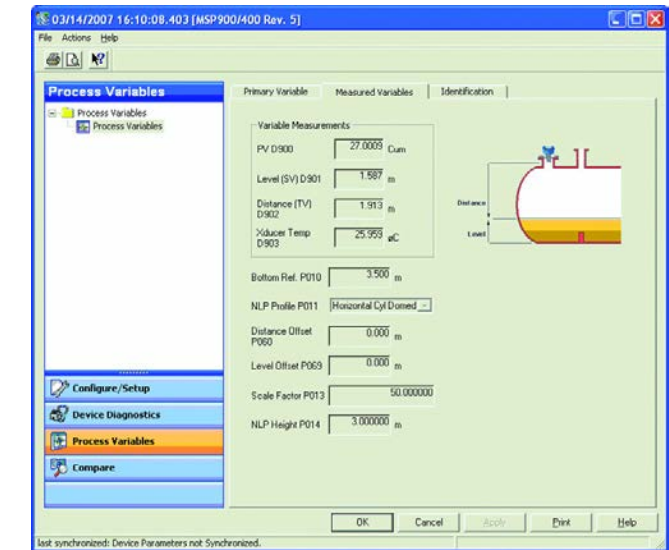 03/14/2007 16:10:08.403 [MSP900/400 Rev. 5]
File Actions Help
Process Variables
Process Variables
Process Variables
Primary Variable Measured Variables Identification
Variable Measurements
PV D900 27.0009 Cum
Level (SV) D901 1.587 m
Distance (TV) D902 1.913 m
Xducer Temp D903 25.959 øC
Distance
Level
Bottom Ref. P010 3.500 m
NLP Profile P011 Horizontal Cyl Domed
Distance Offset P060 0.000 m
Level Offset P069 0.000 m
Scale Factor P013 50.000000
NLP Height P014 3.000000 m
Configure/Setup
Device Diagnostics
Process Variables
Compare
OK Cancel Apply Print Help
last synchronized: Device Parameters not Synchronized.